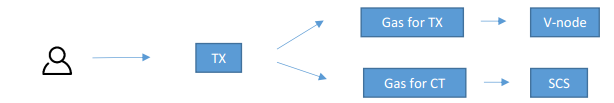 TX
Gas for TX
V-node
Gas for CT
SCS